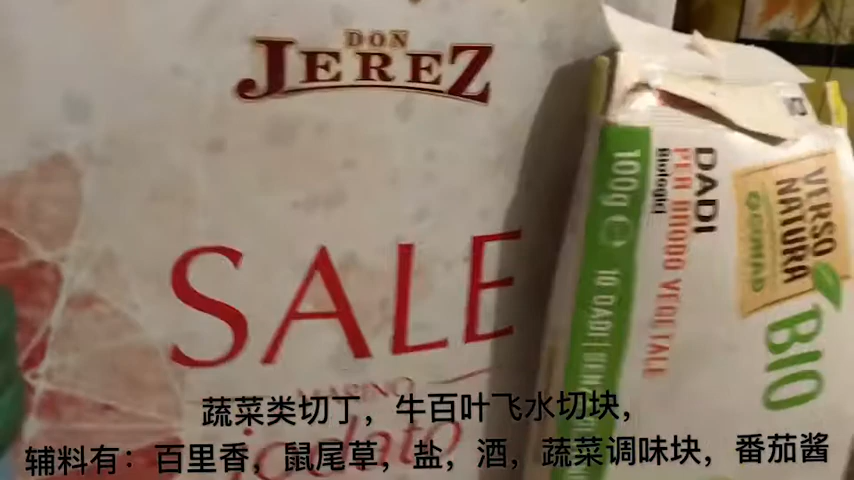 DON
JEREZ
SALE
MARINO
iodato
100g e 10 DADI
DADI
PER BRODO VEGETALE
Biologici
VERSO
NATURA
CONAD
BIO
蔬菜类切丁，牛百叶飞水切块，
辅料有：百里香，鼠尾草，盐，酒，蔬菜调味块，番茄酱